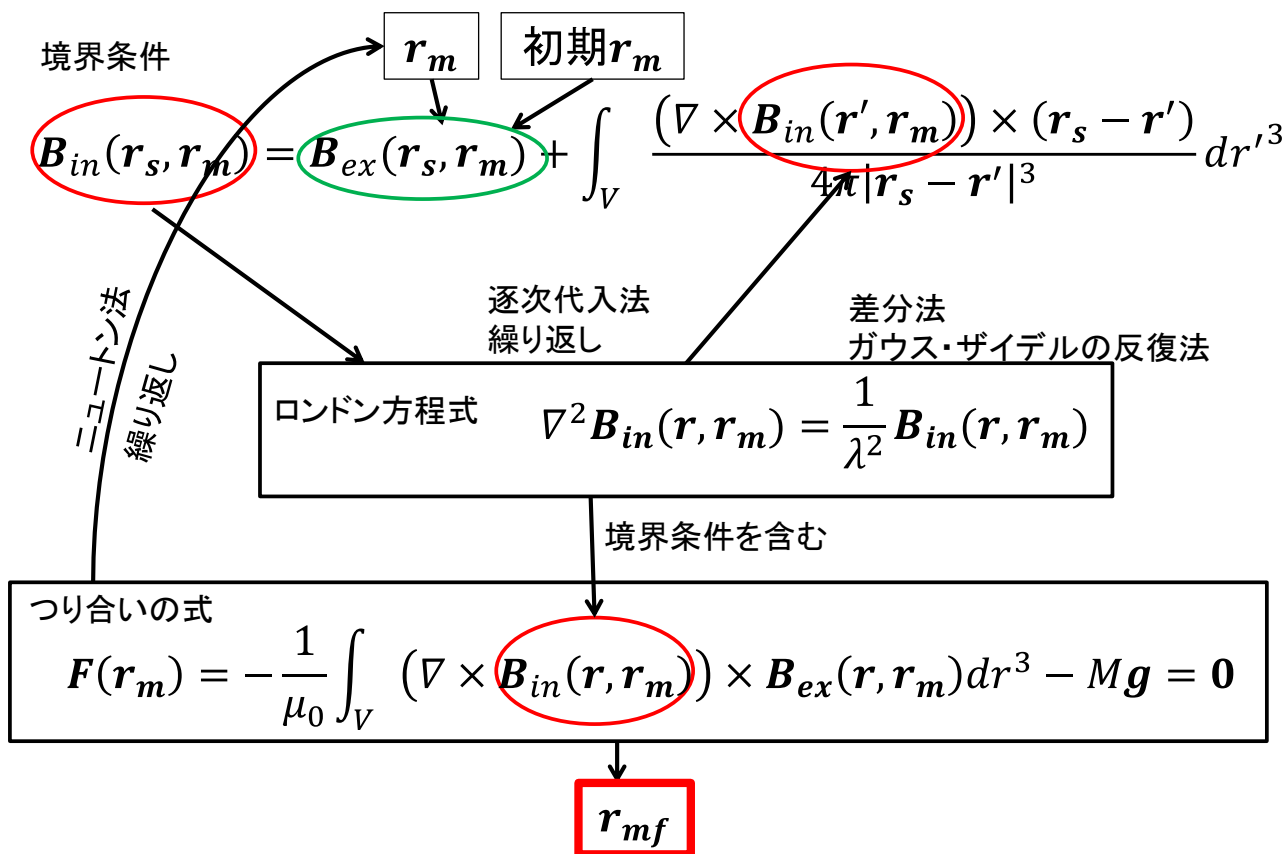 境界条件
r_m
初期r_m
B_in(r_s, r_m) = B_ex(r_s, r_m) + ∫_V (∇ × B_in(r′, r_m)) × (r_s − r′) / 4π|r_s − r′|³ dr′³
ニュートン法
繰り返し
逐次代入法
繰り返し
差分法
ガウス・ザイデルの反復法
ロンドン方程式 ∇²B_in(r, r_m) = 1/λ² B_in(r, r_m)
境界条件を含む
つり合いの式
F(r_m) = − 1/μ₀ ∫_V (∇ × B_in(r, r_m)) × B_ex(r, r_m)dr³ − Mg = 0
r_mf